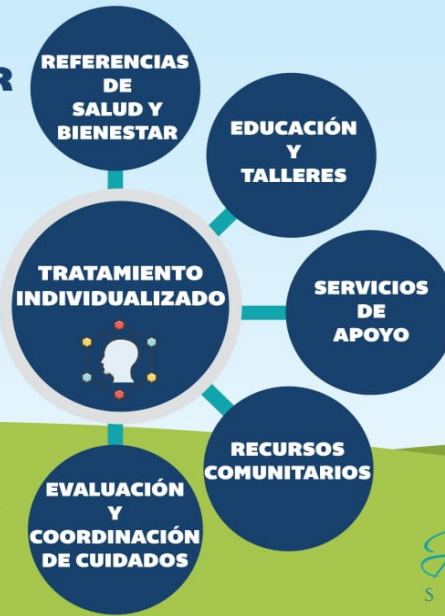 R
REFERENCIAS
DE
SALUD Y
BIENESTAR
EDUCACIÓN
Y
TALLERES
TRATAMIENTO
INDIVIDUALIZADO
SERVICIOS
DE
APOYO
RECURSOS
COMUNITARIOS
EVALUACIÓN
Y
COORDINACIÓN
DE CUIDADOS
S